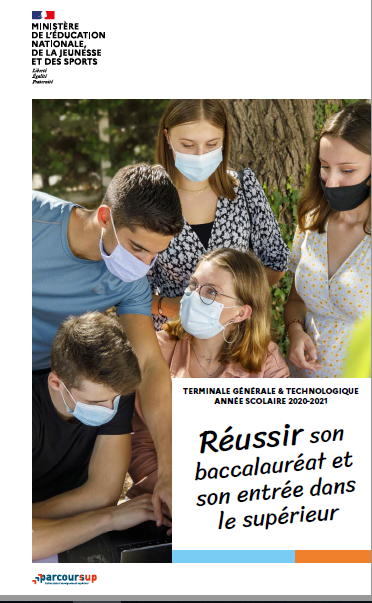 MINISTÈRE
DE L'ÉDUCATION
NATIONALE,
DE LA JEUNESSE
ET DES SPORTS
Liberté
Égalité
Fraternité
TERMINALE GÉNÉRALE & TECHNOLOGIQUE
ANNÉE SCOLAIRE 2020-2021
Réussir son
baccalauréat et
son entrée dans
le supérieur
parcoursup